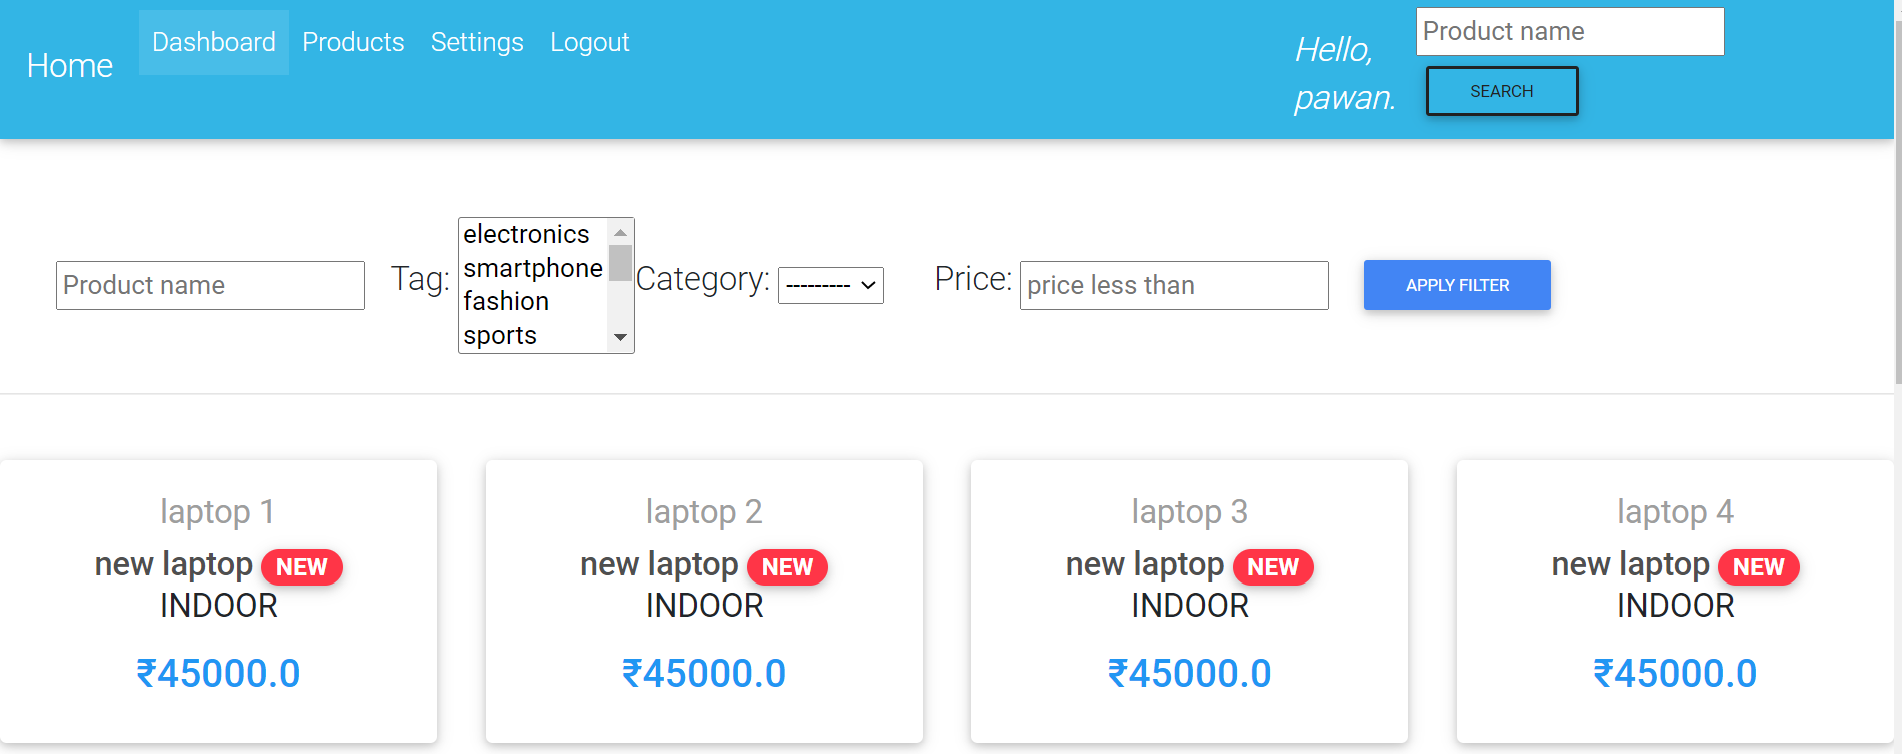 Home Dashboard Products Settings Logout
Hello,
pawan.
Product name
SEARCH
Product name
Tag:
electronics
smartphone
fashion
sports
Category: ---------
Price: price less than
APPLY FILTER
laptop 1
new laptop NEW
INDOOR
₹45000.0
laptop 2
new laptop NEW
INDOOR
₹45000.0
laptop 3
new laptop NEW
INDOOR
₹45000.0
laptop 4
new laptop NEW
INDOOR
₹45000.0